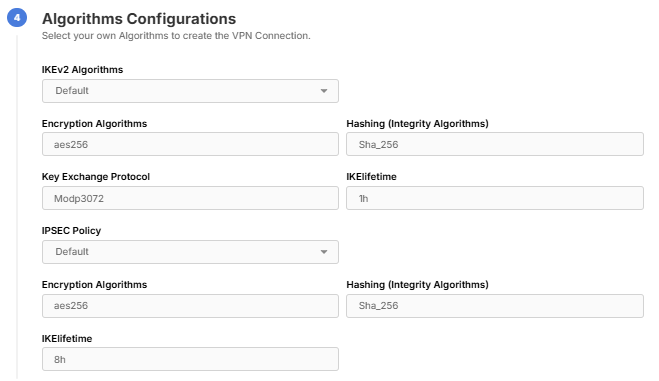 4
Algorithms Configurations
Select your own Algorithms to create the VPN Connection.
IKEv2 Algorithms
Default
Encryption Algorithms
Hashing (Integrity Algorithms)
aes256
Sha_256
Key Exchange Protocol
IKElifetime
Modp3072
1h
IPSEC Policy
Default
Encryption Algorithms
Hashing (Integrity Algorithms)
aes256
Sha_256
IKElifetime
8h